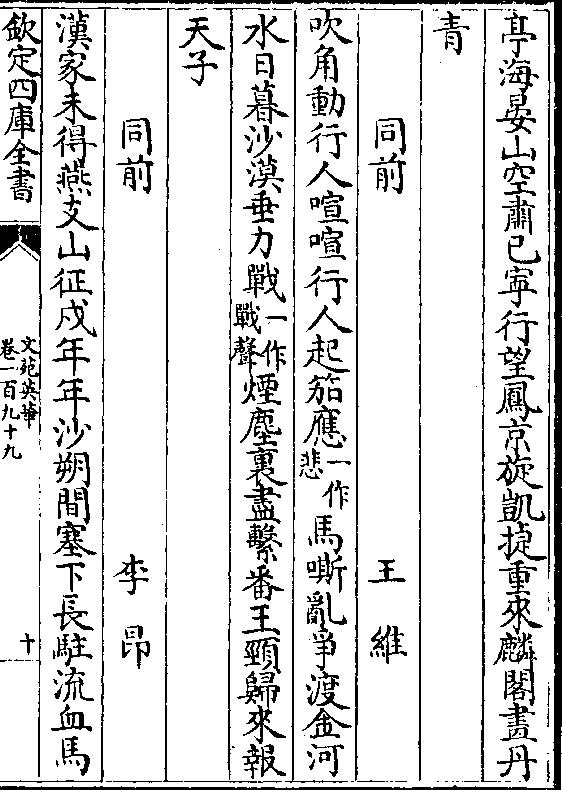 亭海晏山空肅已寧行望鳳京旋凱捷重來麟閣畫丹
青
同前 王維
吹角動行人喧喧行人起笳應一作悲馬嘶亂爭渡金河
水日暮沙漠垂力戰一作戰聲煙塵裏盡繫番王頸歸來報
天子
同前 李昂
漢家未得燕支山征戍年年沙朔間塞下長駐流血馬
欽定四庫全書
文苑英華
卷一百九十九
十